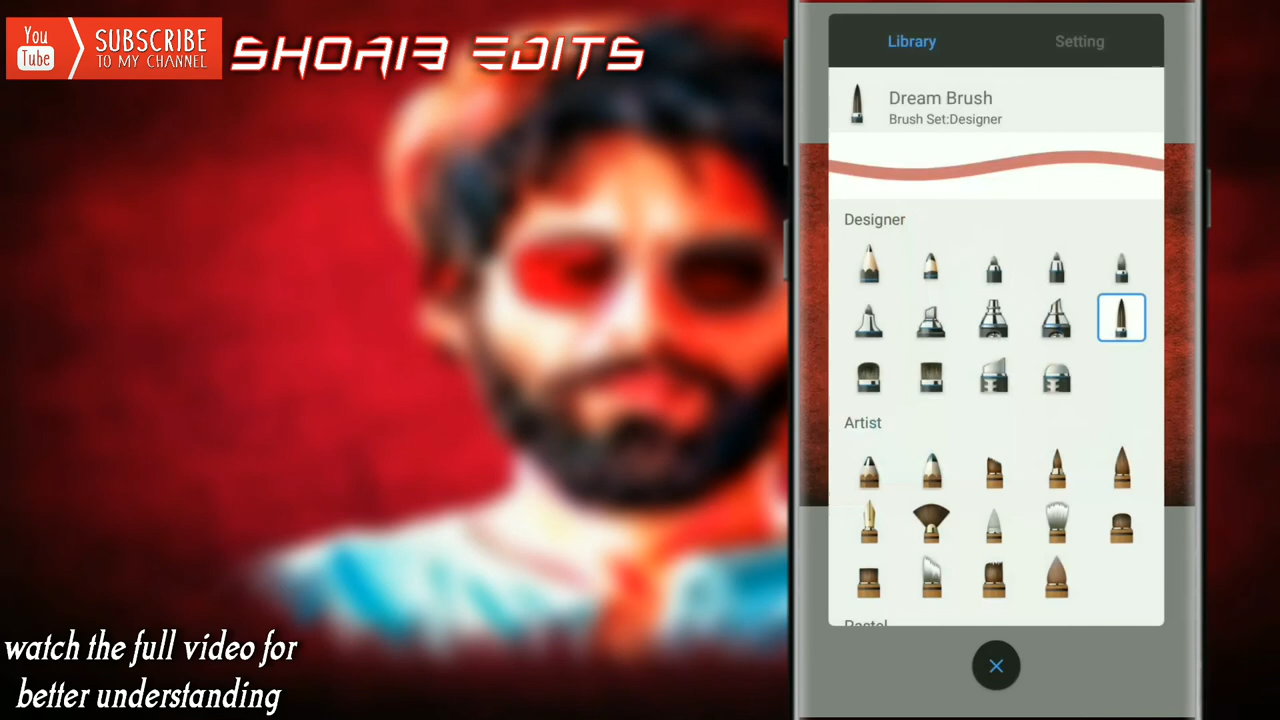 You
Tube
SUBSCRIBE
TO MY CHANNEL
SHOAIB EDITS
Library
Setting
Dream Brush
Brush Set:Designer
Designer
Artist
Pastel
watch the full video for
better understanding